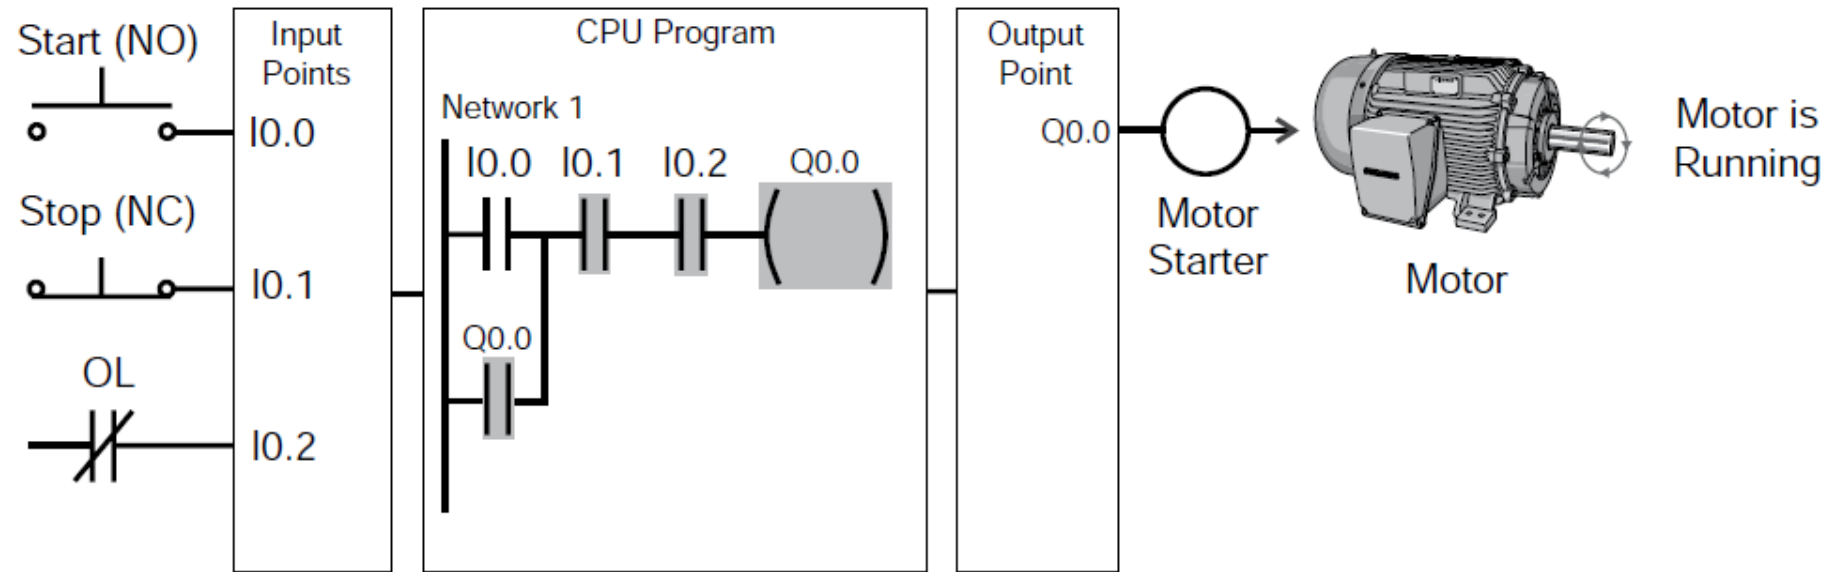 Start (NO)
Input
Points
I0.0
Stop (NC)
I0.1
OL
I0.2
CPU Program
Network 1
I0.0 I0.1 I0.2 Q0.0
Q0.0
Output
Point
Q0.0
Motor
Starter
Motor
Motor is
Running